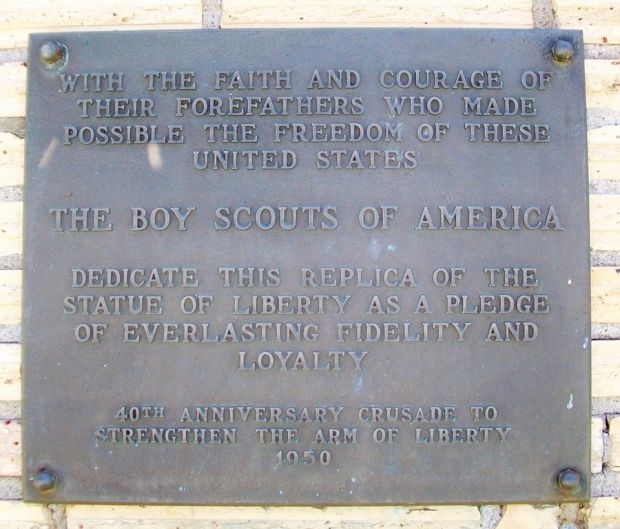 WITH THE FAITH AND COURAGE OF
THEIR FOREFATHERS WHO MADE
POSSIBLE THE FREEDOM OF THESE
UNITED STATES
THE BOY SCOUTS OF AMERICA
DEDICATE THIS REPLICA OF THE
STATUE OF LIBERTY AS A PLEDGE
OF EVERLASTING FIDELITY AND
LOYALTY
40TH ANNIVERSARY CRUSADE TO
STRENGTHEN THE ARM OF LIBERTY
1950